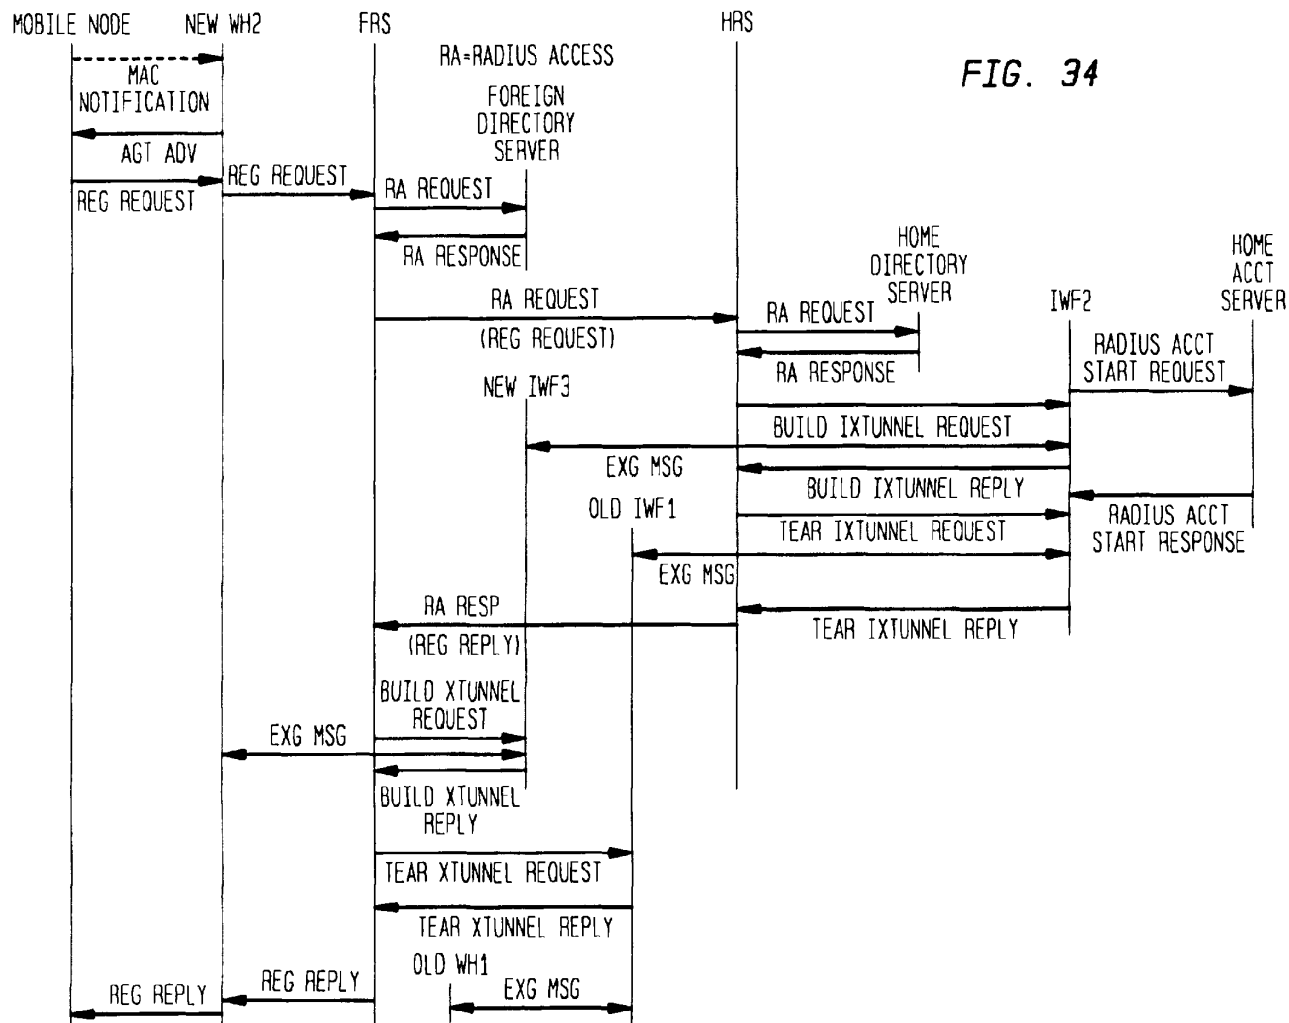 MOBILE NODE
NEW WH2
FRS
HRS
RA=RADIUS ACCESS
FIG. 34
MAC
NOTIFICATION
FOREIGN
DIRECTORY
SERVER
AGT ADV
REG REQUEST
REG REQUEST
RA REQUEST
RA RESPONSE
HOME
DIRECTORY
SERVER
HOME
ACCT
SERVER
IWF2
RA REQUEST
(REG REQUEST)
RA REQUEST
RA RESPONSE
RADIUS ACCT
START REQUEST
NEW IWF3
BUILD IXTUNNEL REQUEST
EXG MSG
BUILD IXTUNNEL REPLY
OLD IWF1
RADIUS ACCT
START RESPONSE
TEAR IXTUNNEL REQUEST
EXG MSG
RA RESP
(REG REPLY)
TEAR IXTUNNEL REPLY
BUILD XTUNNEL
REQUEST
EXG MSG
BUILD XTUNNEL
REPLY
TEAR XTUNNEL REQUEST
TEAR XTUNNEL REPLY
OLD WH1
REG REPLY
REG REPLY
EXG MSG